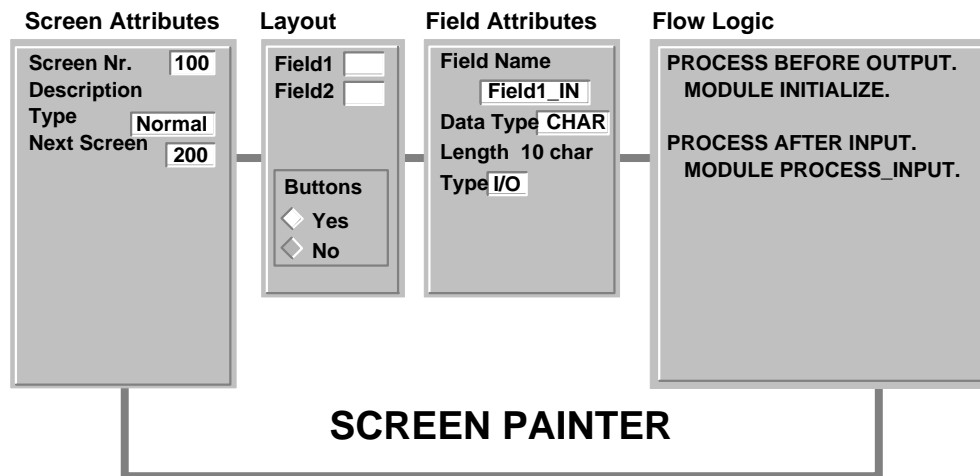 Screen Attributes
Screen Nr. 100
Description
Type Normal
Next Screen 200
Layout
Field1
Field2
Buttons
Yes
No
Field Attributes
Field Name
Field1_IN
Data Type CHAR
Length 10 char
Type I/O
Flow Logic
PROCESS BEFORE OUTPUT.
MODULE INITIALIZE.
PROCESS AFTER INPUT.
MODULE PROCESS_INPUT.
SCREEN PAINTER